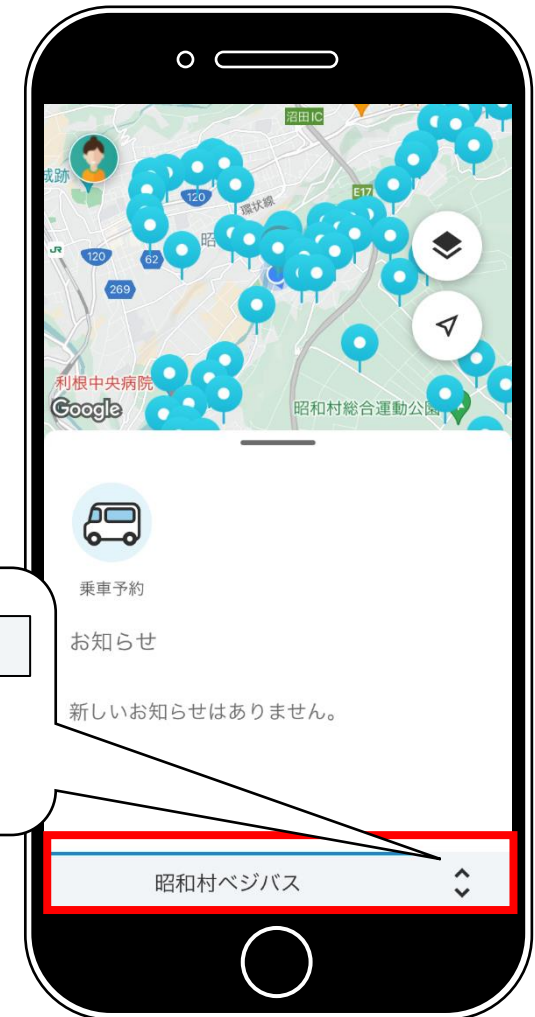 沼田IC
城跡
120
E17
環状線
昭
JR
120
62
269
利根中央病院
Google
昭和村総合運動公園
乗車予約
お知らせ
新しいお知らせはありません。
昭和村ベジバス